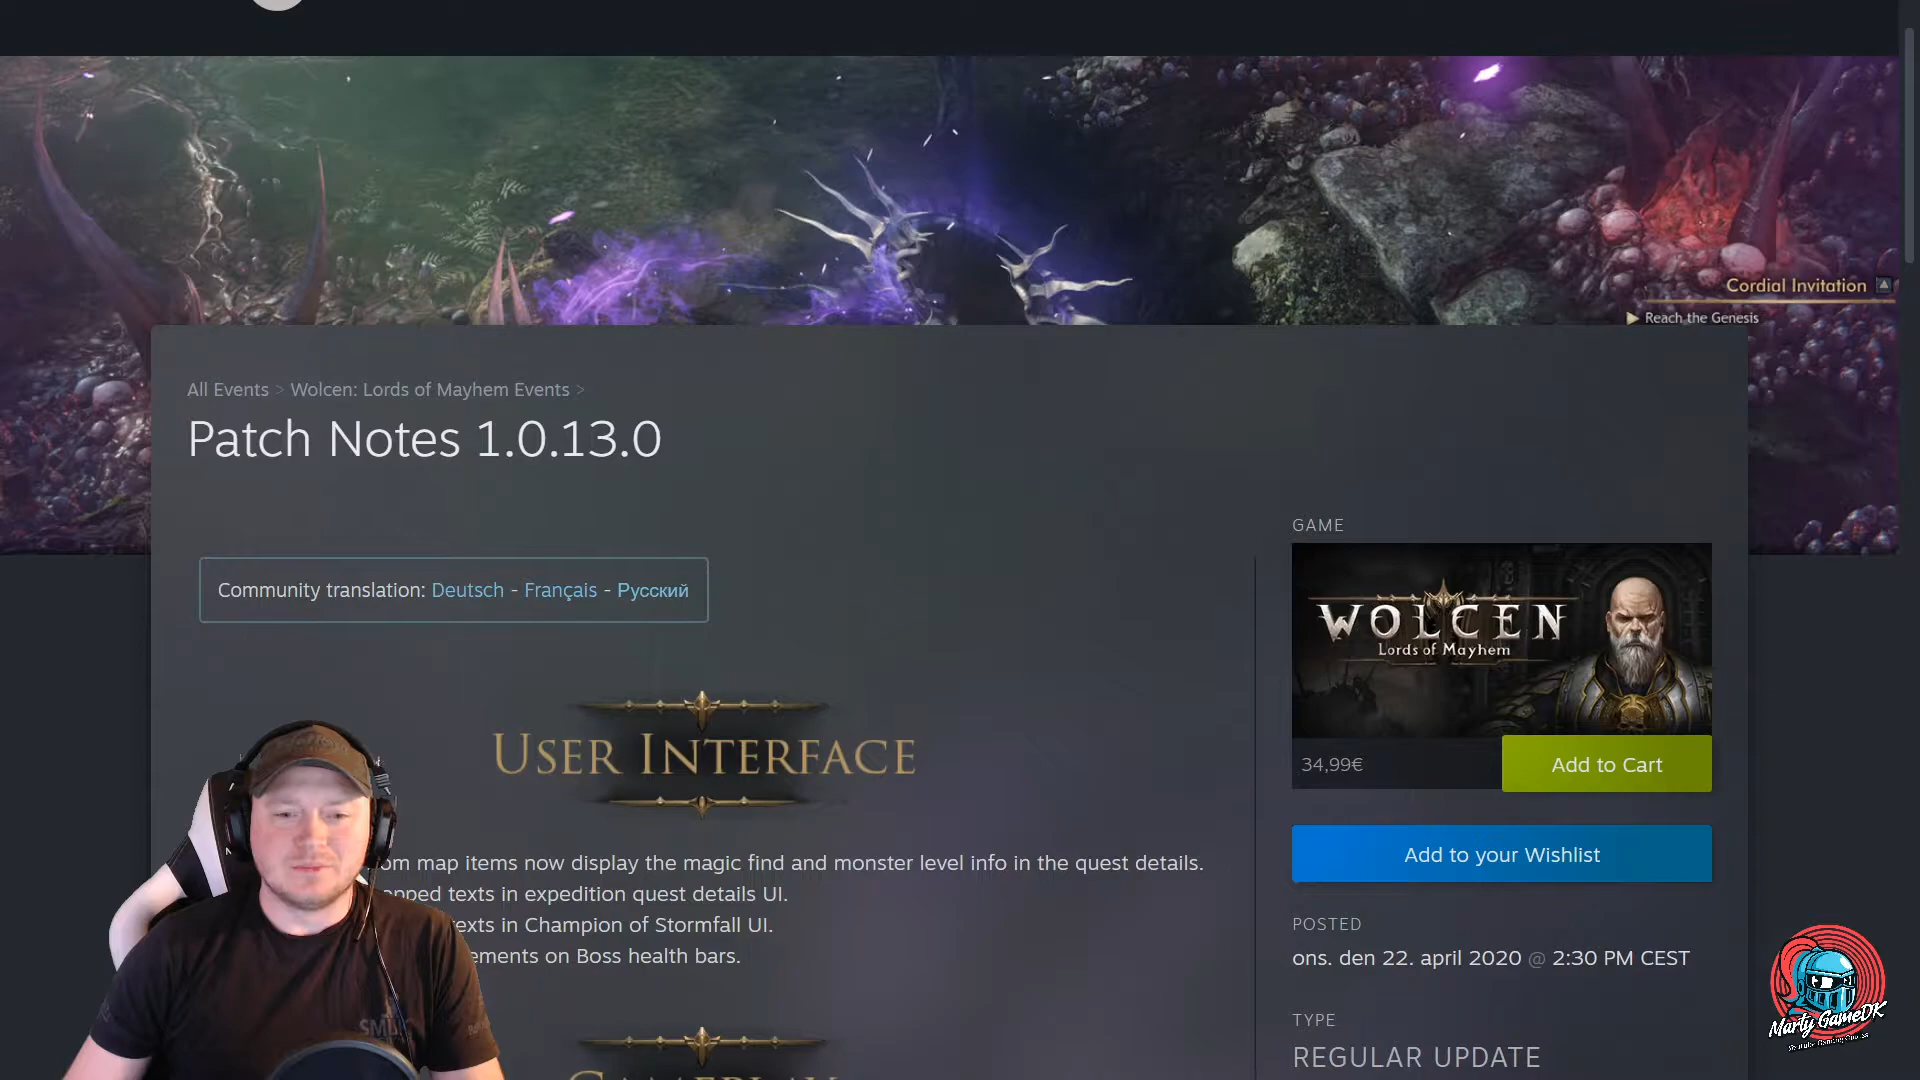 Cordial Invitation
Reach the Genesis
All Events > Wolcen: Lords of Mayhem Events >
Patch Notes 1.0.13.0
Community translation: Deutsch - Français - Русский
USER INTERFACE
map items now display the magic find and monster level info in the quest details.
texts in expedition quest details UI.
texts in Champion of Stormfall UI.
on Boss health bars.
GAMEPLAY
GAME
WOLCEN
Lords of Mayhem
34,99€
Add to Cart
Add to your Wishlist
POSTED
ons. den 22. april 2020 @ 2:30 PM CEST
TYPE
REGULAR UPDATE
Marty GameDK